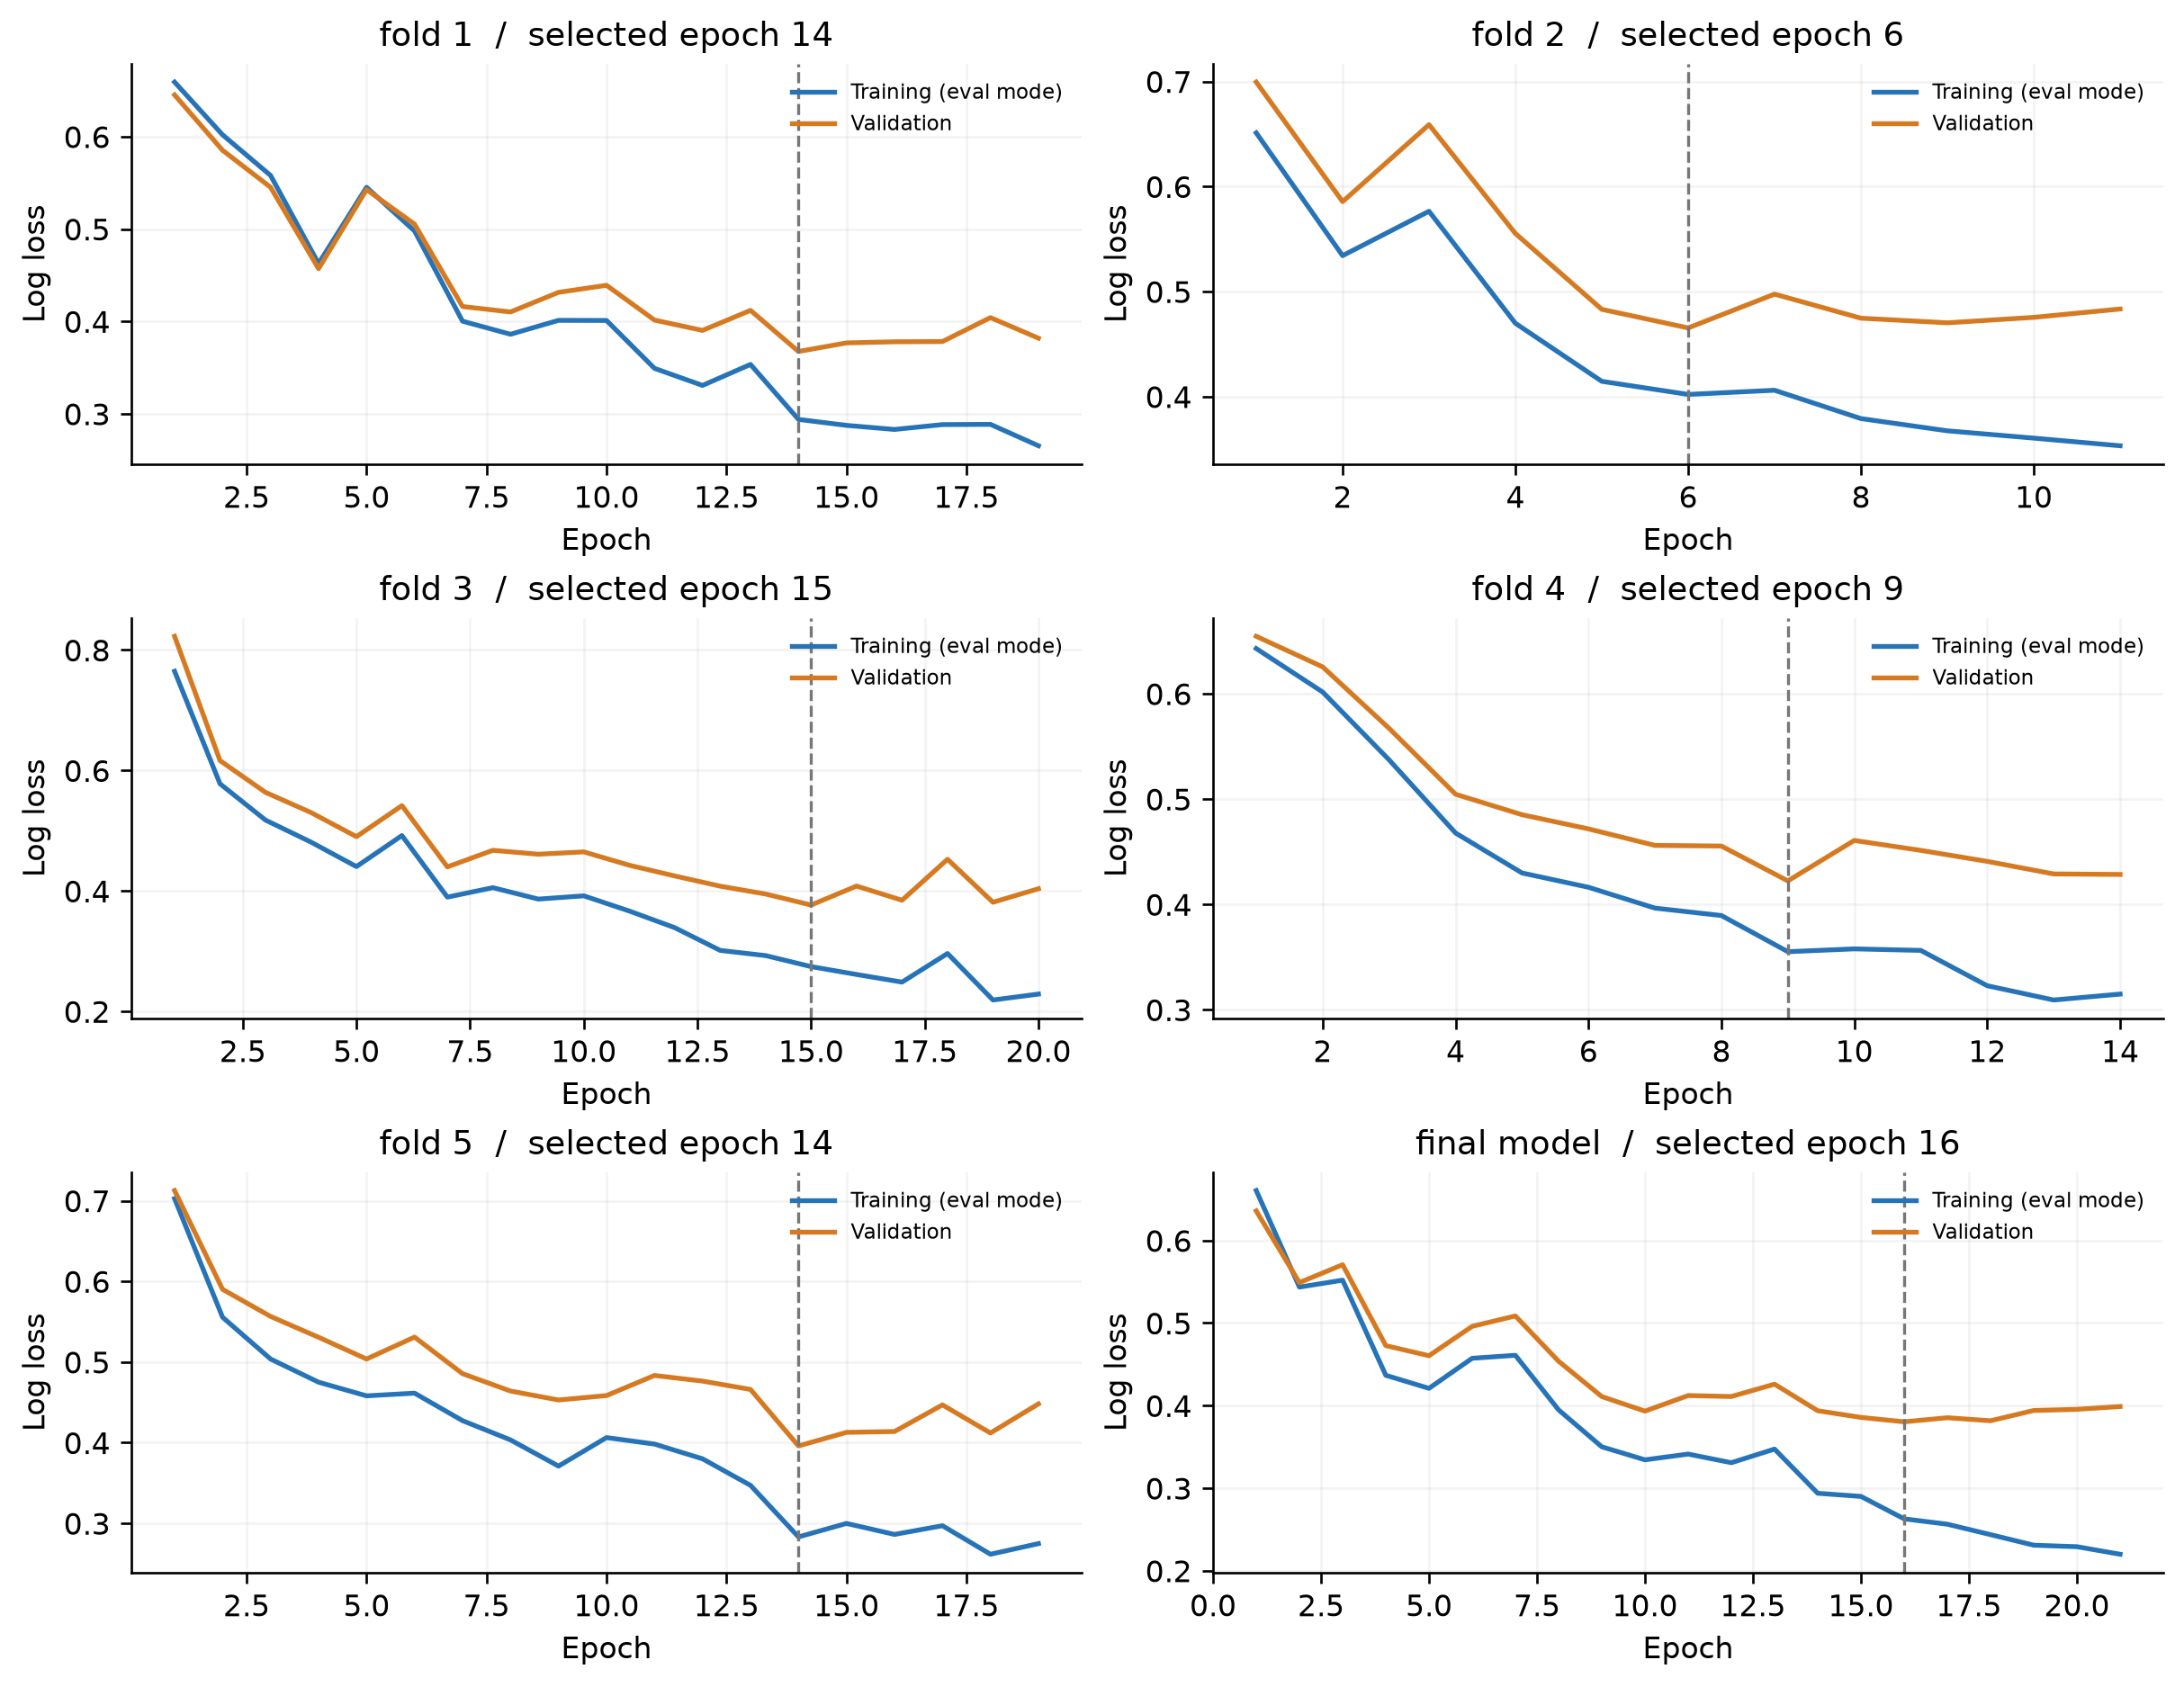 fold 1  /  selected epoch 14
Training (eval mode)
Validation
Log loss
0.6
0.5
0.4
0.3
2.5 5.0 7.5 10.0 12.5 15.0 17.5
Epoch
fold 2  /  selected epoch 6
Training (eval mode)
Validation
Log loss
0.7
0.6
0.5
0.4
2 4 6 8 10
Epoch
fold 3  /  selected epoch 15
Training (eval mode)
Validation
Log loss
0.8
0.6
0.4
0.2
2.5 5.0 7.5 10.0 12.5 15.0 17.5 20.0
Epoch
fold 4  /  selected epoch 9
Training (eval mode)
Validation
Log loss
0.6
0.5
0.4
0.3
2 4 6 8 10 12 14
Epoch
fold 5  /  selected epoch 14
Training (eval mode)
Validation
Log loss
0.7
0.6
0.5
0.4
0.3
2.5 5.0 7.5 10.0 12.5 15.0 17.5
Epoch
final model  /  selected epoch 16
Training (eval mode)
Validation
Log loss
0.6
0.5
0.4
0.3
0.2
0.0 2.5 5.0 7.5 10.0 12.5 15.0 17.5 20.0
Epoch